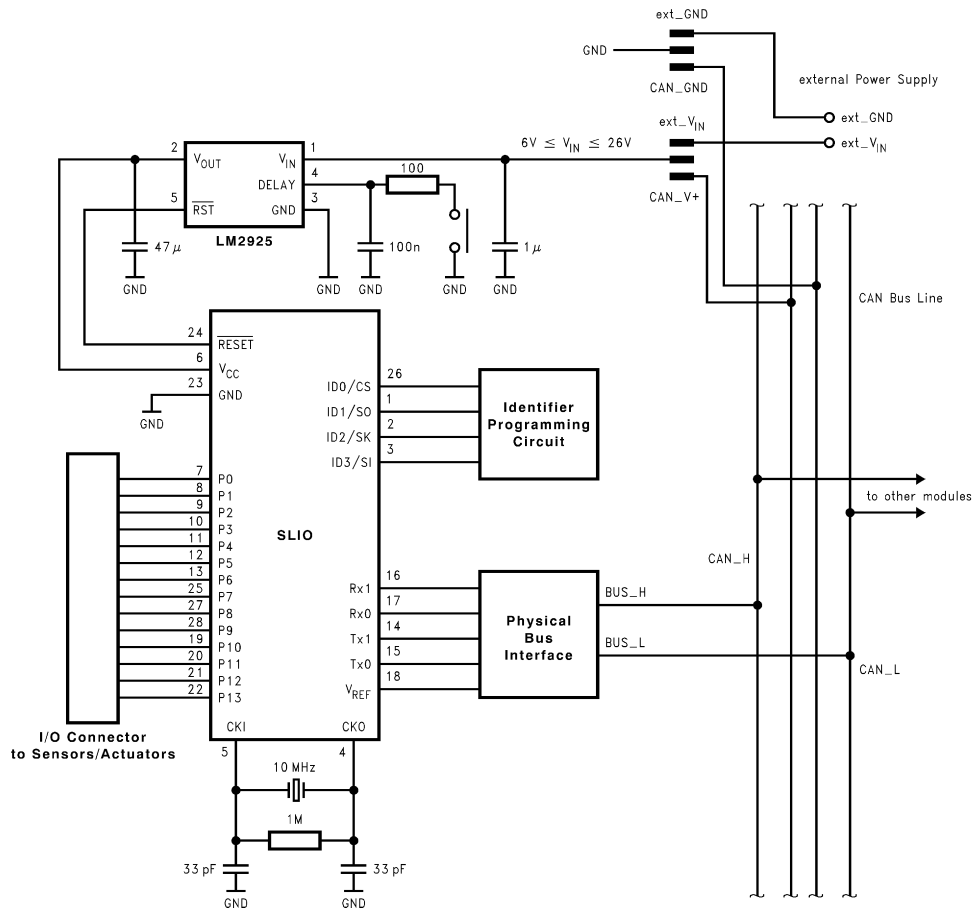 ext_GND
GND
CAN_GND
external Power Supply
ext_GND
ext_VIN
ext_VIN
CAN_V+
6V ≤ VIN ≤ 26V
2
VOUT
VIN
1
DELAY
4
5
RST
GND
3
LM2925
100
47μ
100n
1μ
GND
GND
GND
GND
GND
CAN Bus Line
24
RESET
6
VCC
23
GND
GND
ID0/CS
26
ID1/SO
1
ID2/SK
2
ID3/SI
3
Identifier
Programming
Circuit
7
P0
8
P1
9
P2
10
P3
11
P4
12
P5
13
P6
25
P7
27
P8
28
P9
19
P10
20
P11
21
P12
22
P13
SLIO
to other modules
CAN_H
Rx1
16
Rx0
17
Tx1
14
Tx0
15
VREF
18
Physical
Bus
Interface
BUS_H
BUS_L
CAN_L
I/O Connector
to Sensors/Actuators
CKI
CKO
5
4
10 MHz
1M
33 pF
33 pF
GND
GND